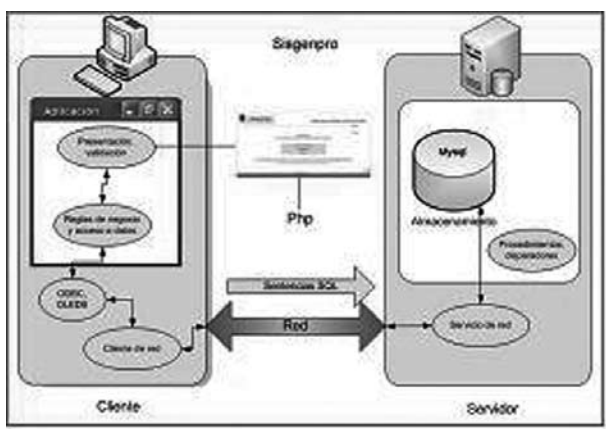 Sisgenpro
Aplicación
Presentación,
validación
Reglas de negocio
y acceso a datos
ODBC,
OLEDB
Cliente de red
Cliente
Php
Sentencias SQL
Red
Mysql
Almacenamiento
Procedimientos,
disparadores
Servicio de red
Servidor